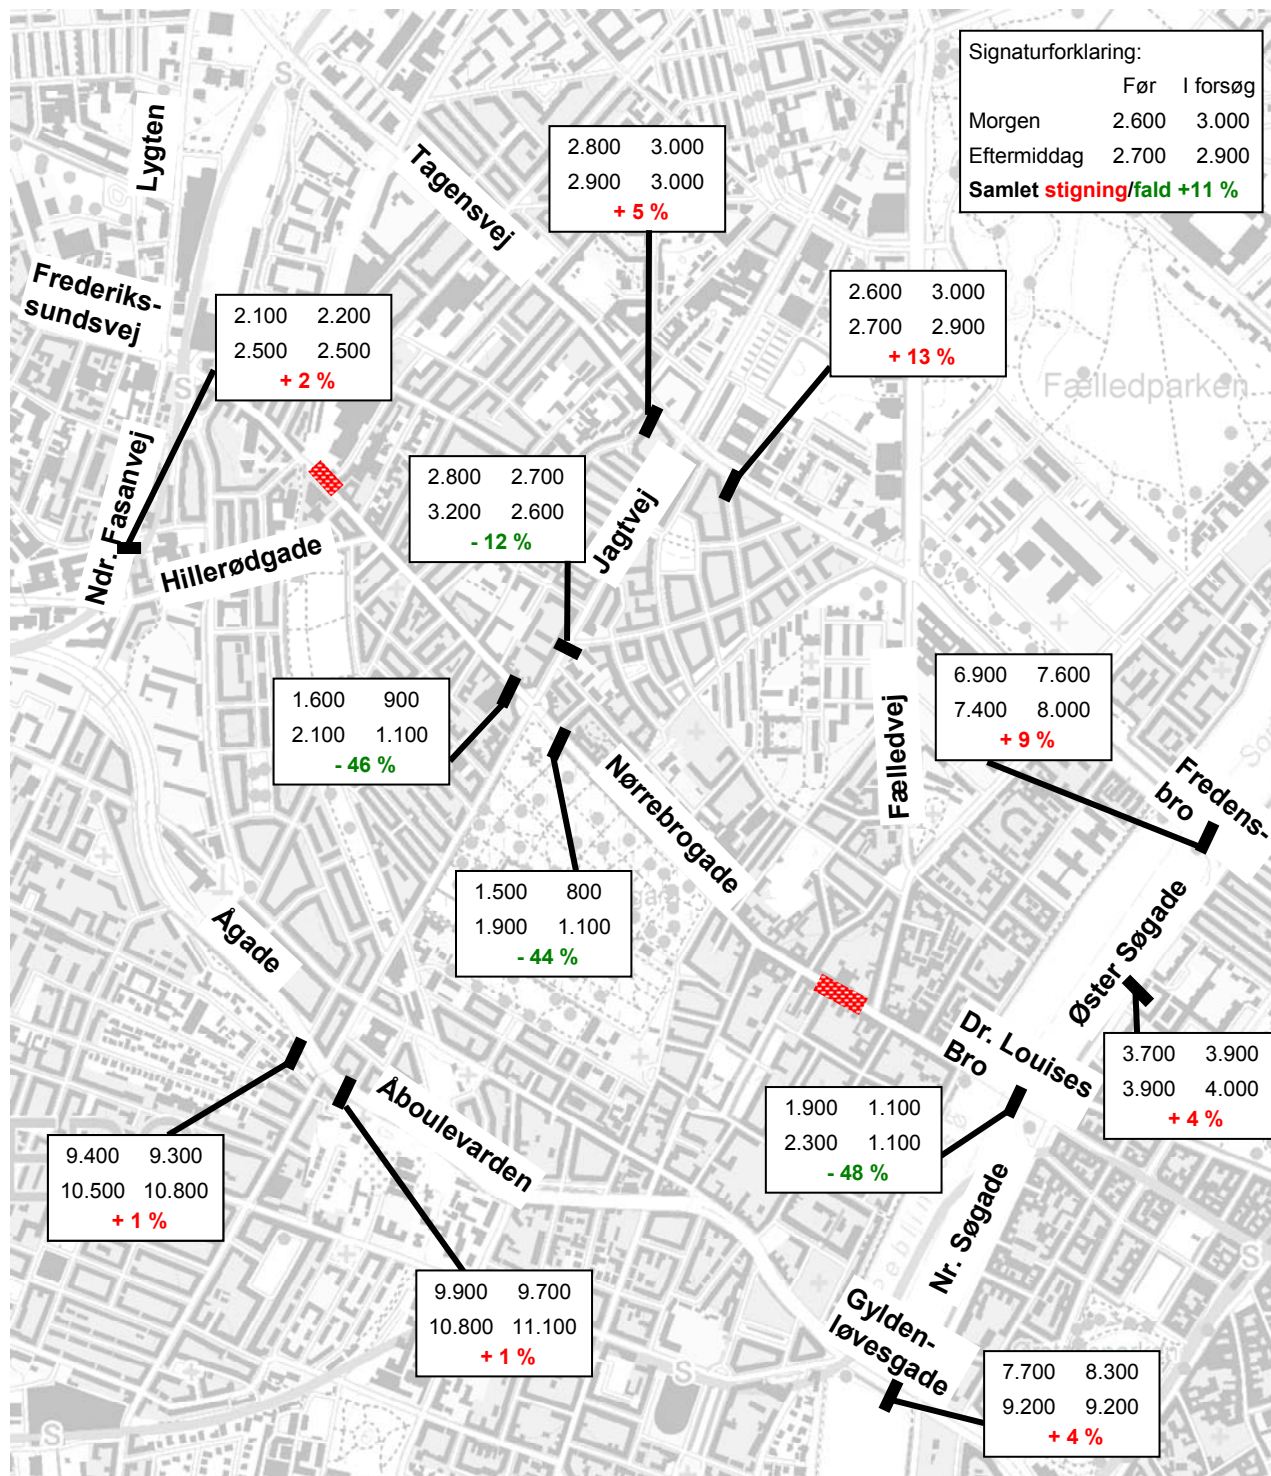 Signaturforklaring:
Før I forsøg
Morgen 2.600 3.000
Eftermiddag 2.700 2.900
Samlet stigning/fald +11 %
Lygten
Tagensvej
2.800 3.000
2.900 3.000
+ 5 %
Frederiks-
sundsvej
2.100 2.200
2.500 2.500
+ 2 %
2.600 3.000
2.700 2.900
+ 13 %
Fælledparken
Ndr. Fasanvej
Hillerødgade
2.800 2.700
3.200 2.600
- 12 %
Jagtvej
1.600 900
2.100 1.100
- 46 %
Fælledvej
6.900 7.600
7.400 8.000
+ 9 %
Fredens-
bro
Nørrebrogade
1.500 800
1.900 1.100
- 44 %
Ågade
Øster Søgade
Dr. Louises
Bro
3.700 3.900
3.900 4.000
+ 4 %
Åboulevarden
1.900 1.100
2.300 1.100
- 48 %
9.400 9.300
10.500 10.800
+ 1 %
Nr. Søgade
9.900 9.700
10.800 11.100
+ 1 %
Gylden-
løvesgade
7.700 8.300
9.200 9.200
+ 4 %
S
S
S
S
S